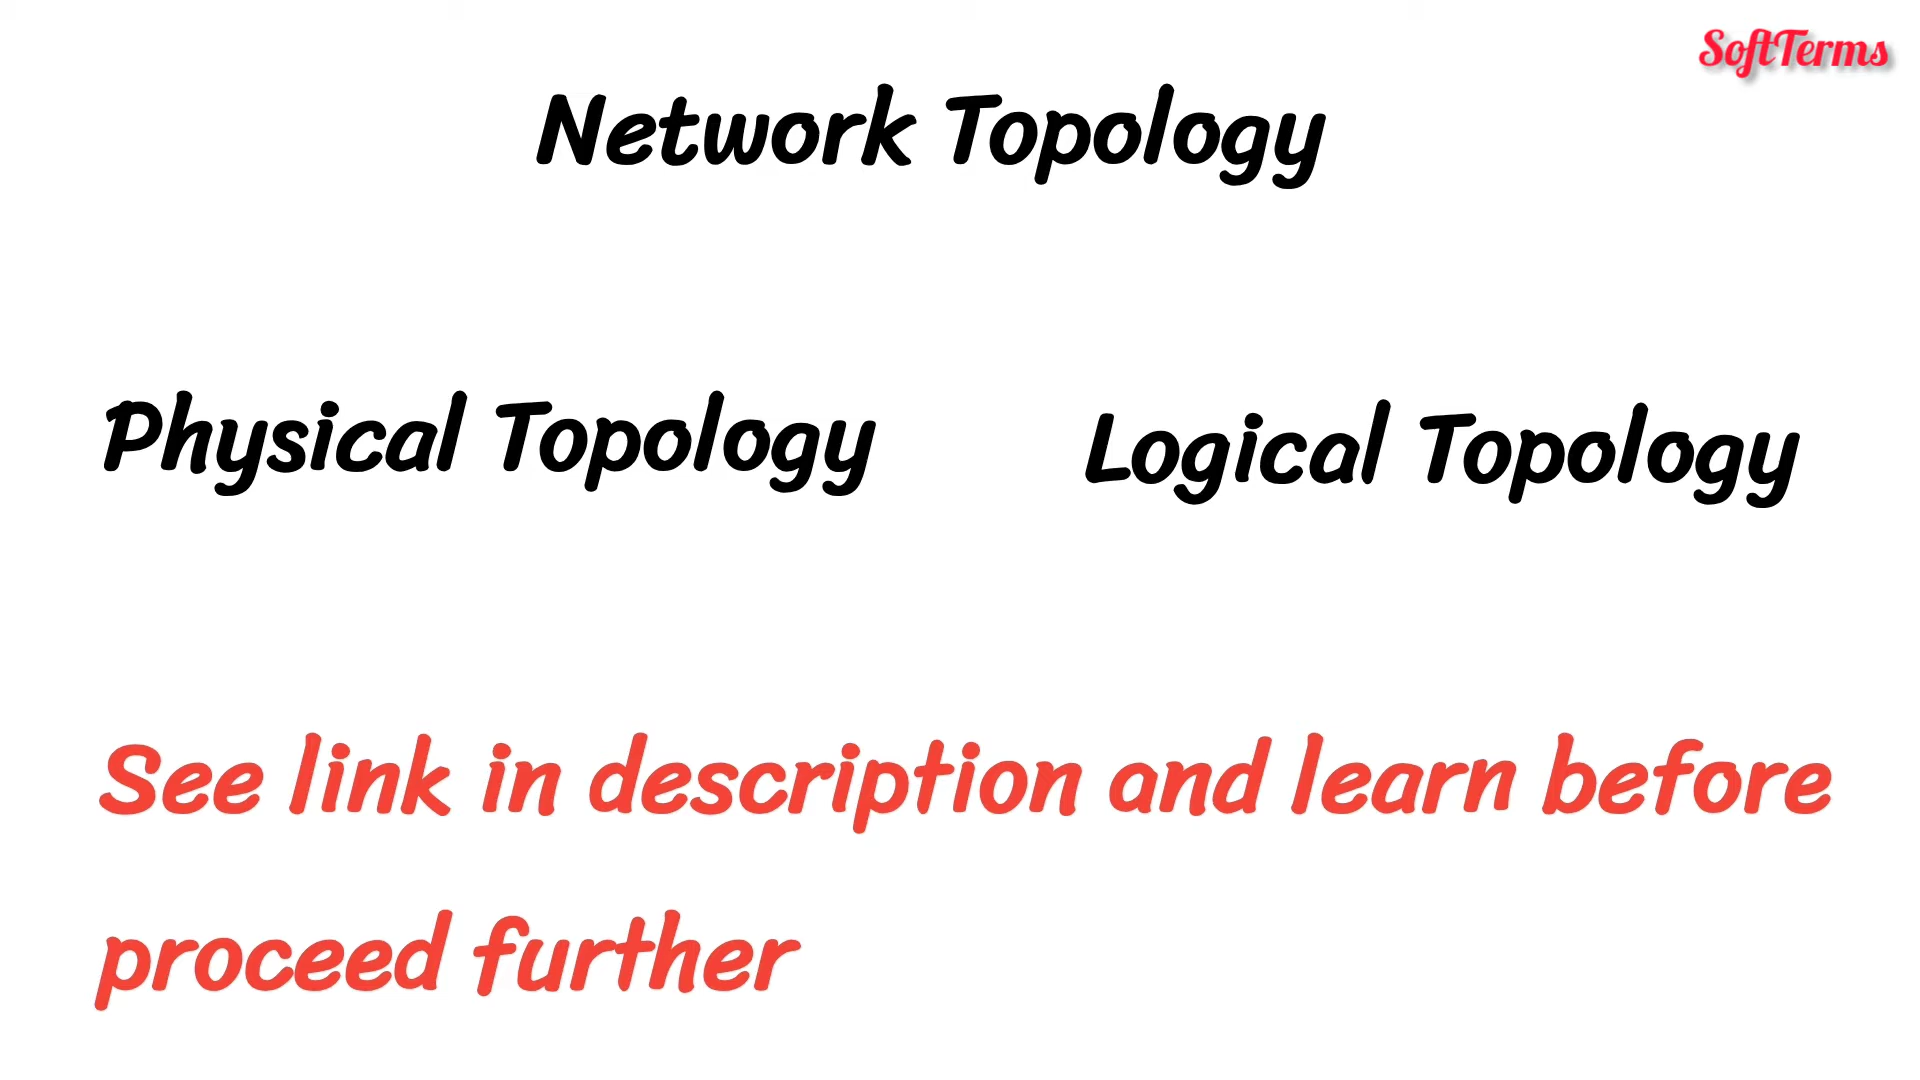 SoftTerms
Network Topology
Physical Topology
Logical Topology
See link in description and learn before
proceed further